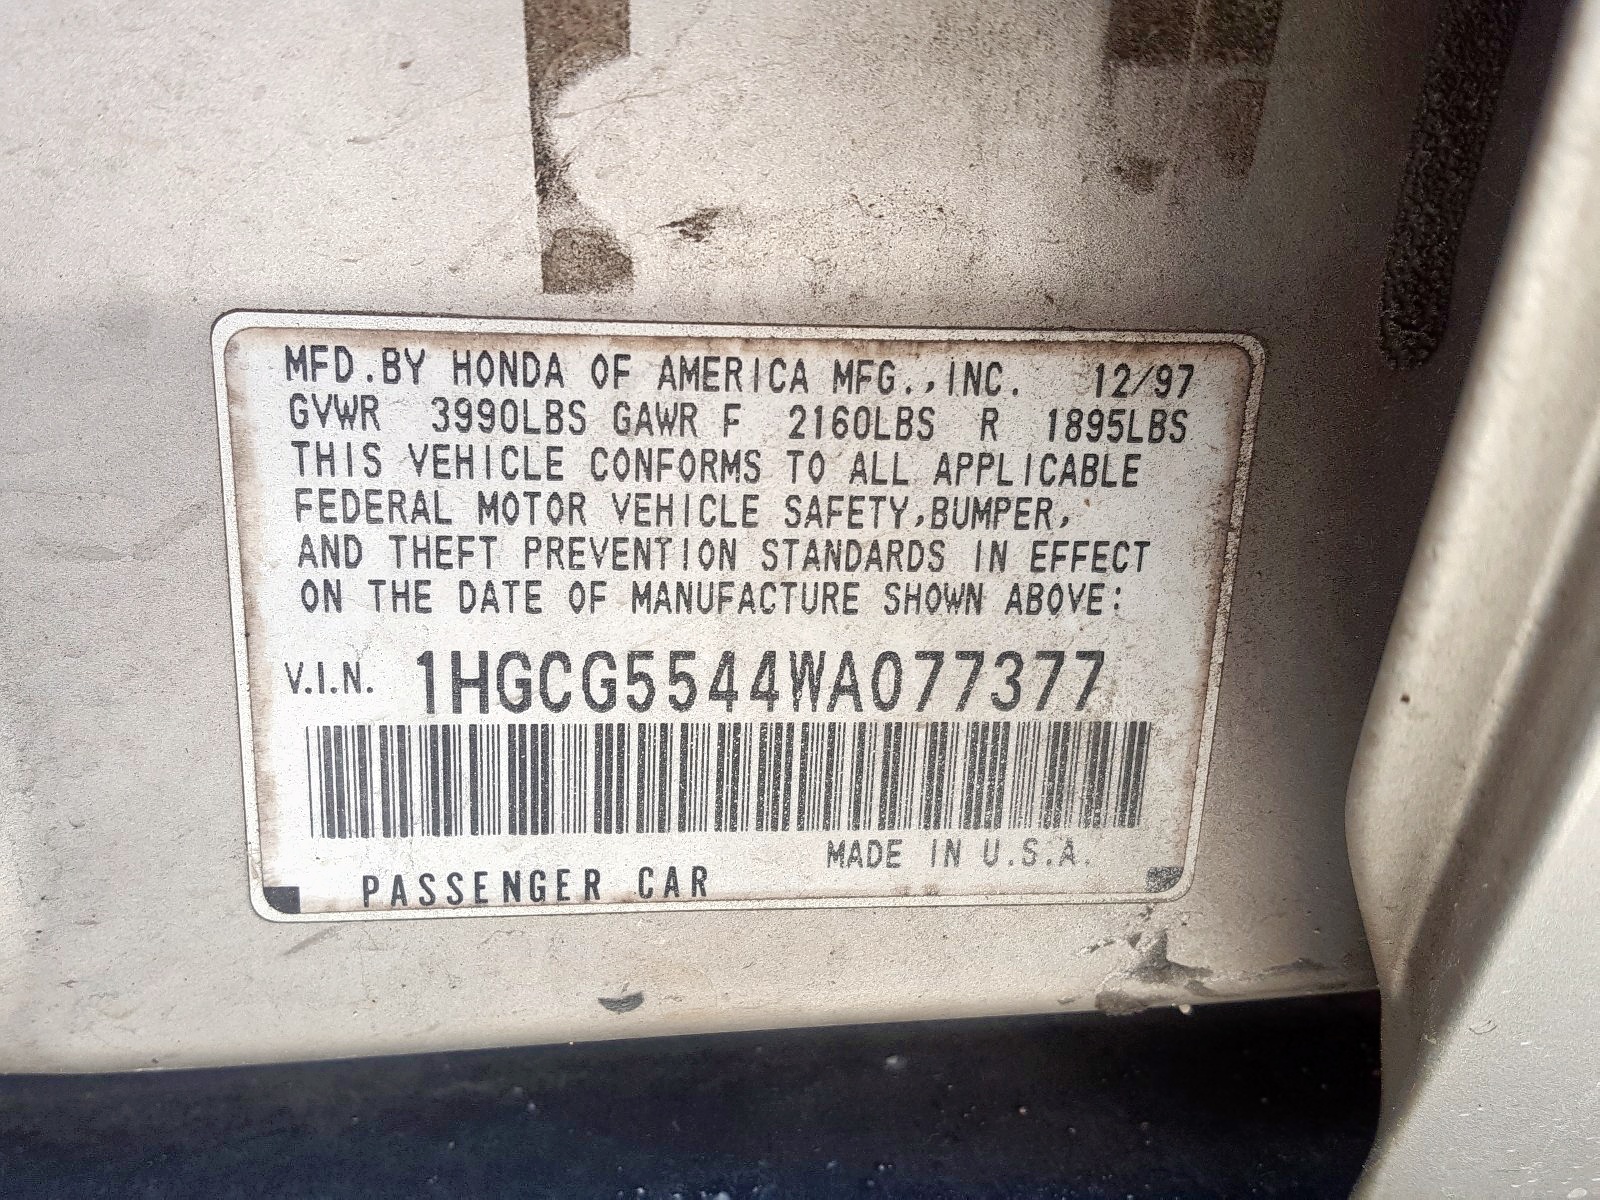 MFD.BY HONDA OF AMERICA MFG.,INC. 12/97
GVWR 3990LBS GAWR F 2160LBS R 1895LBS
THIS VEHICLE CONFORMS TO ALL APPLICABLE
FEDERAL MOTOR VEHICLE SAFETY,BUMPER,
AND THEFT PREVENTION STANDARDS IN EFFECT
ON THE DATE OF MANUFACTURE SHOWN ABOVE:
V.I.N. 1HGCG5544WA077377
MADE IN U.S.A.
PASSENGER CAR